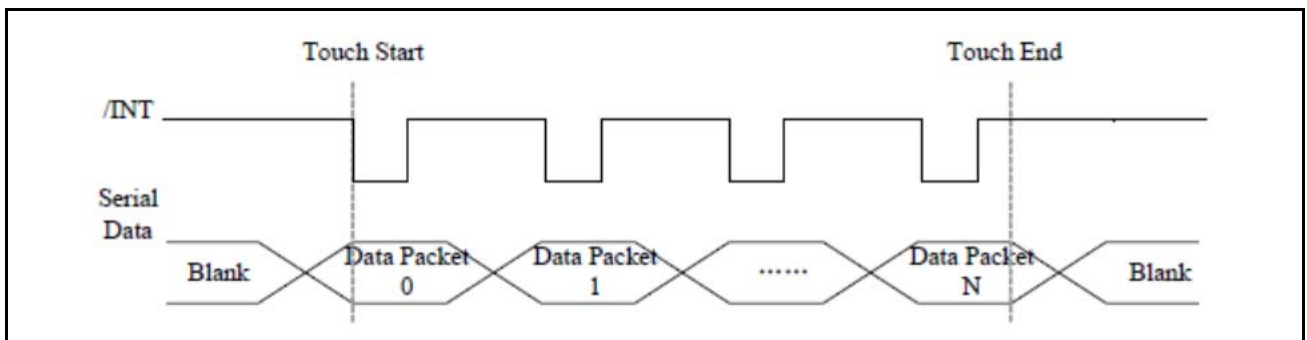 Touch Start
Touch End
/INT
Serial
Data
Blank
Data Packet
0
Data Packet
1
......
Data Packet
N
Blank